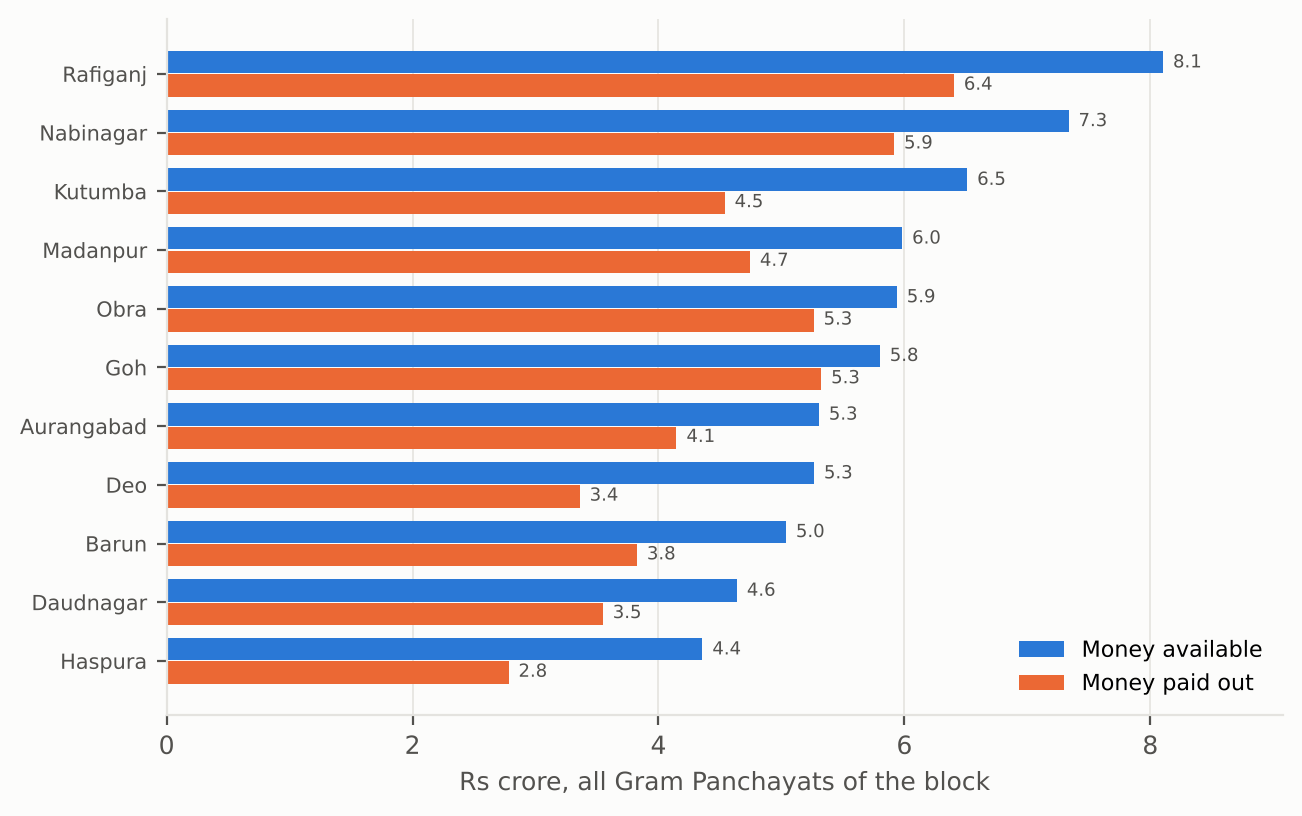 Rafiganj 8.1
6.4
Nabinagar 7.3
5.9
Kutumba 6.5
4.5
Madanpur 6.0
4.7
Obra 5.9
5.3
Goh 5.8
5.3
Aurangabad 5.3
4.1
Deo 5.3
3.4
Barun 5.0
3.8
Daudnagar 4.6
3.5
Haspura 4.4
2.8
Money available
Money paid out
0 2 4 6 8
Rs crore, all Gram Panchayats of the block